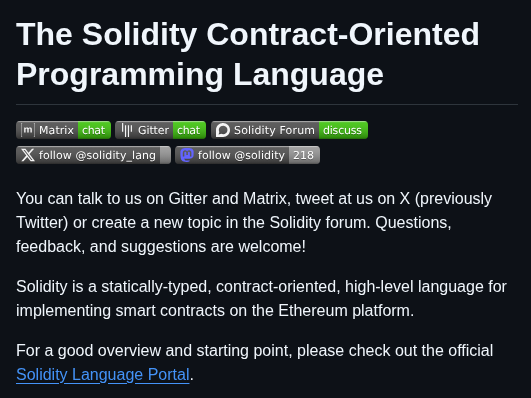 The Solidity Contract-Oriented
Programming Language
m Matrix chat Gitter chat Solidity Forum discuss
X follow @solidity_lang m follow @solidity 218
You can talk to us on Gitter and Matrix, tweet at us on X (previously
Twitter) or create a new topic in the Solidity forum. Questions,
feedback, and suggestions are welcome!
Solidity is a statically-typed, contract-oriented, high-level language for
implementing smart contracts on the Ethereum platform.
For a good overview and starting point, please check out the official
Solidity Language Portal.